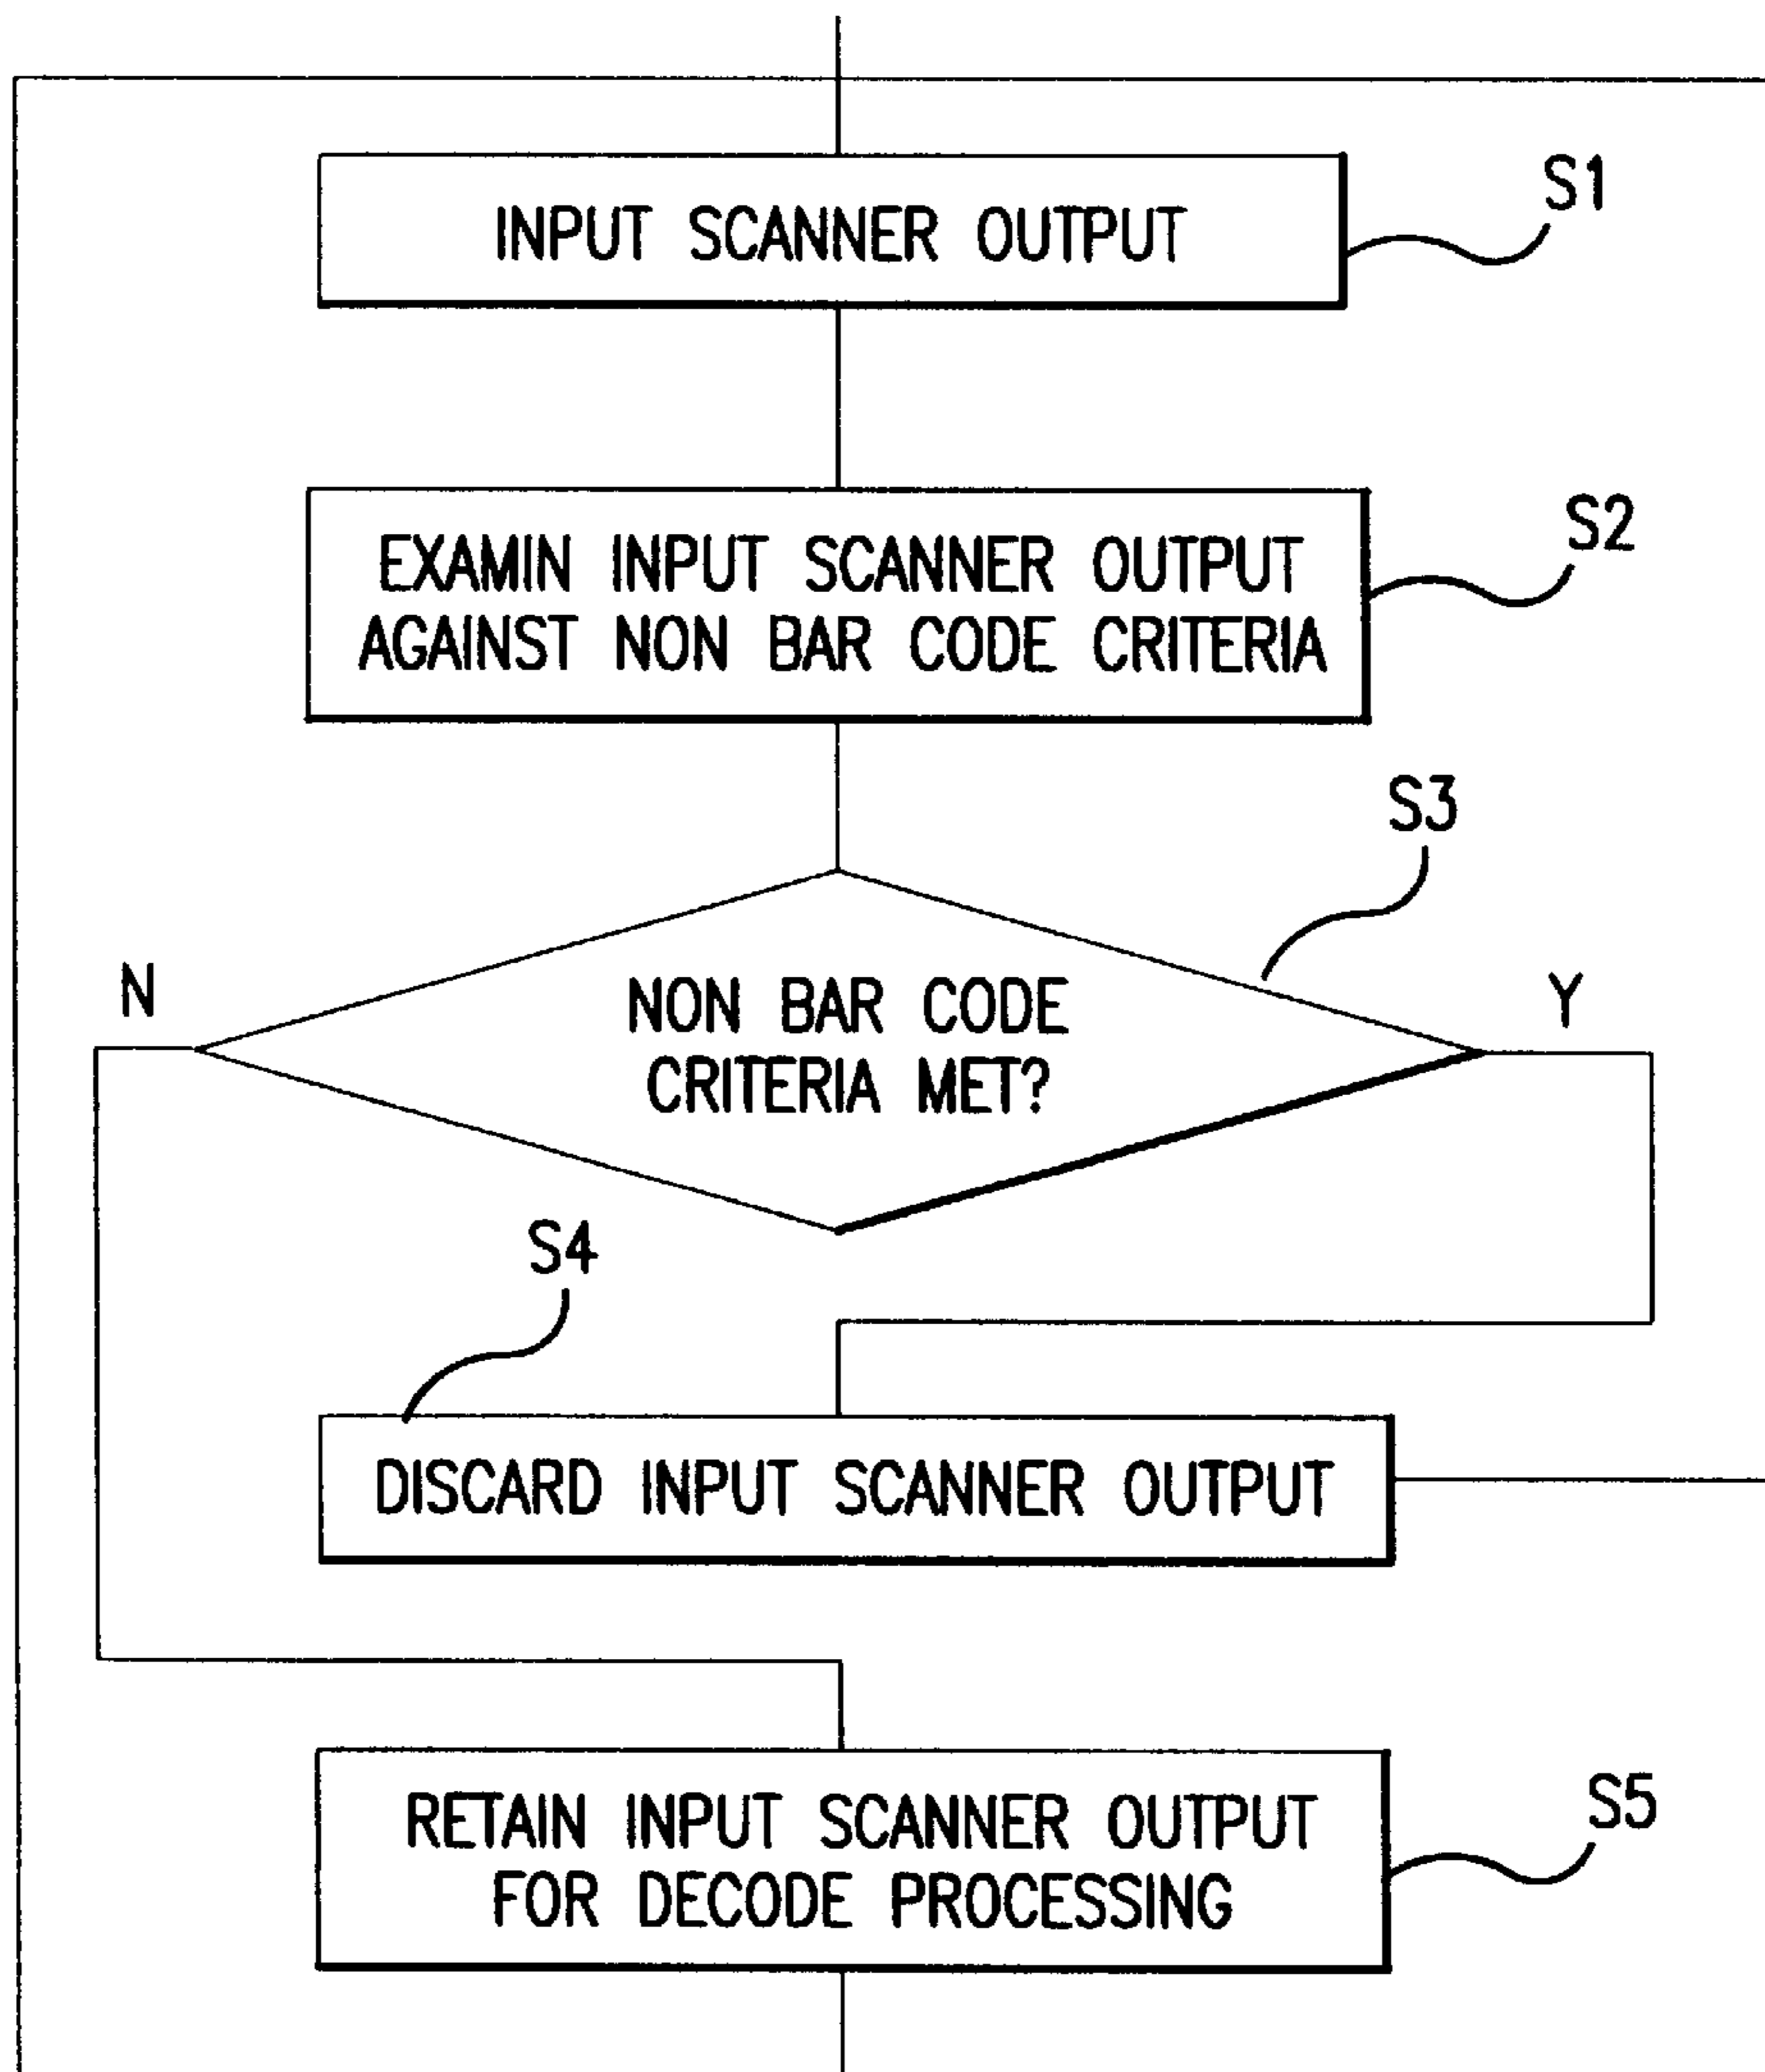 INPUT SCANNER OUTPUT
S1
EXAMIN INPUT SCANNER OUTPUT
AGAINST NON BAR CODE CRITERIA
S2
S3
N
NON BAR CODE
CRITERIA MET?
Y
S4
DISCARD INPUT SCANNER OUTPUT
RETAIN INPUT SCANNER OUTPUT
FOR DECODE PROCESSING
S5